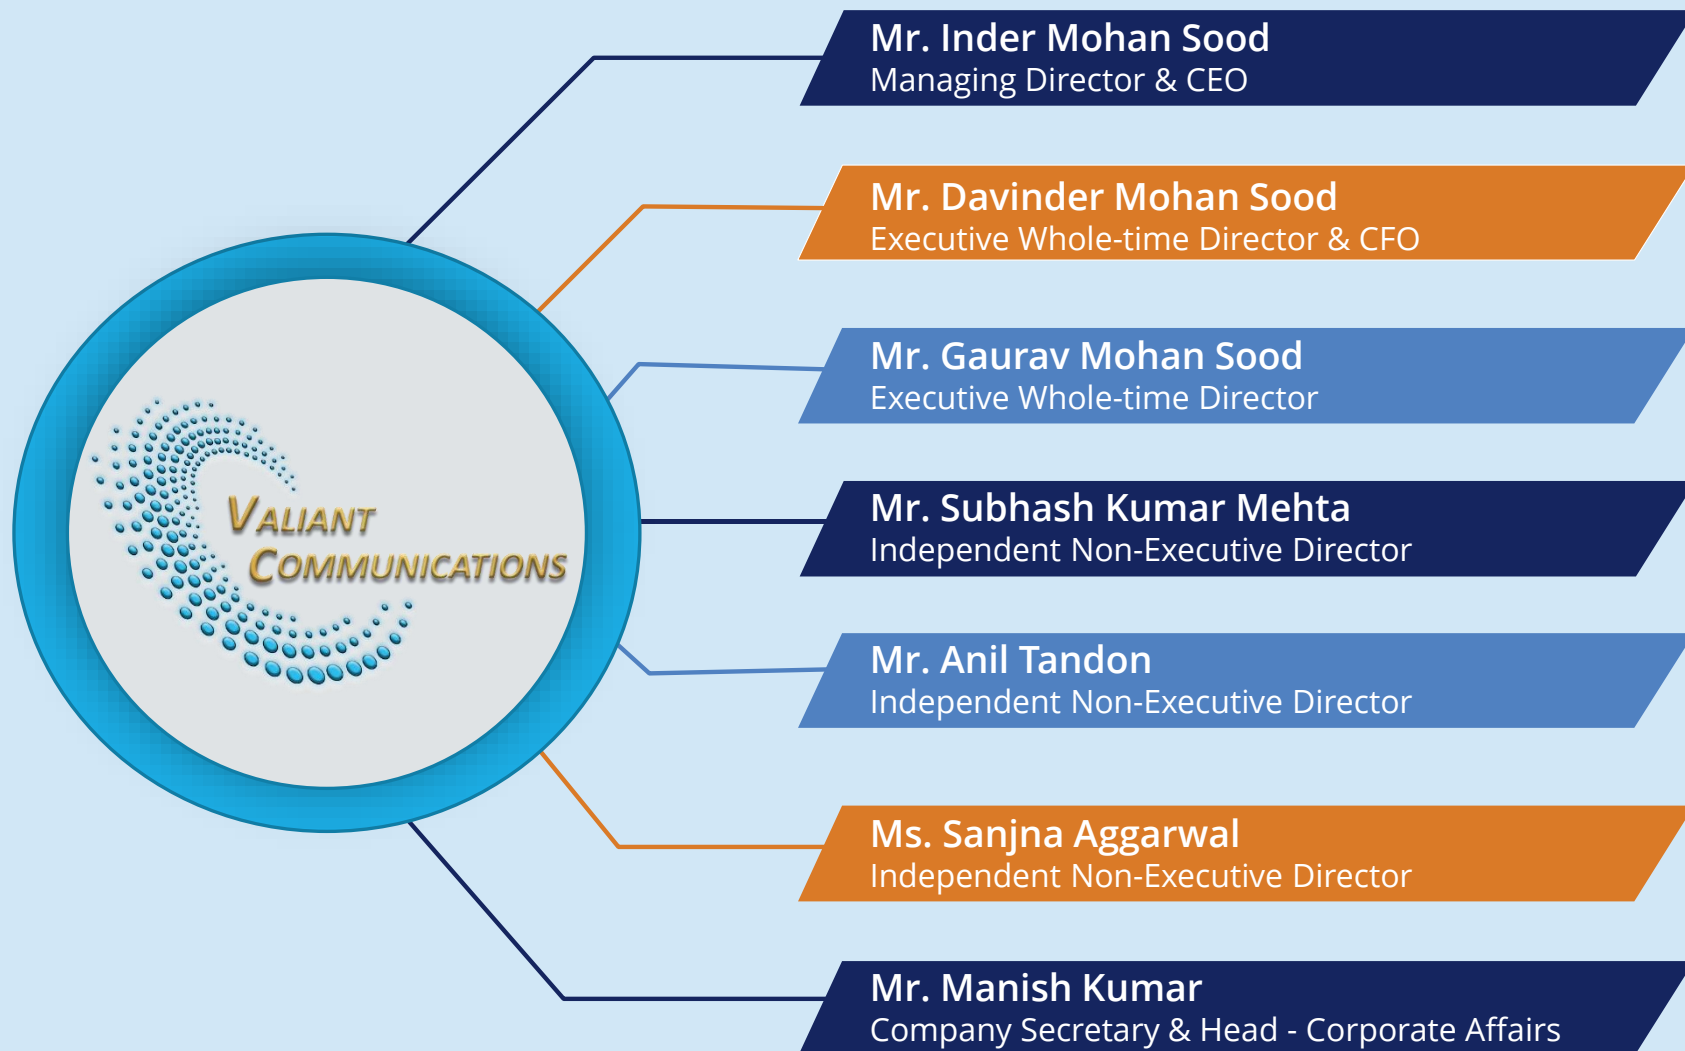 Mr. Inder Mohan Sood
Managing Director & CEO
Mr. Davinder Mohan Sood
Executive Whole-time Director & CFO
Mr. Gaurav Mohan Sood
Executive Whole-time Director
VALIANT
COMMUNICATIONS
Mr. Subhash Kumar Mehta
Independent Non-Executive Director
Mr. Anil Tandon
Independent Non-Executive Director
Ms. Sanjna Aggarwal
Independent Non-Executive Director
Mr. Manish Kumar
Company Secretary & Head - Corporate Affairs